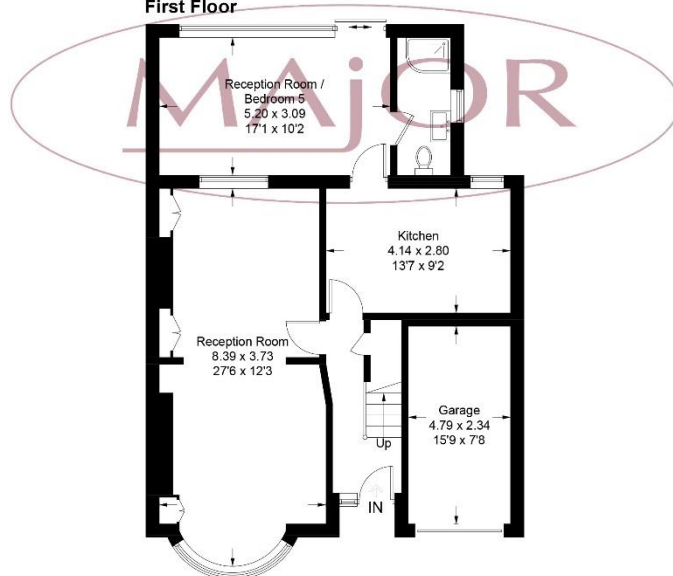 First Floor
MAjOR
Reception Room /
Bedroom 5
5.20 x 3.09
17'1 x 10'2
Kitchen
4.14 x 2.80
13'7 x 9'2
Reception Room
8.39 x 3.73
27'6 x 12'3
Garage
4.79 x 2.34
15'9 x 7'8
Up
IN